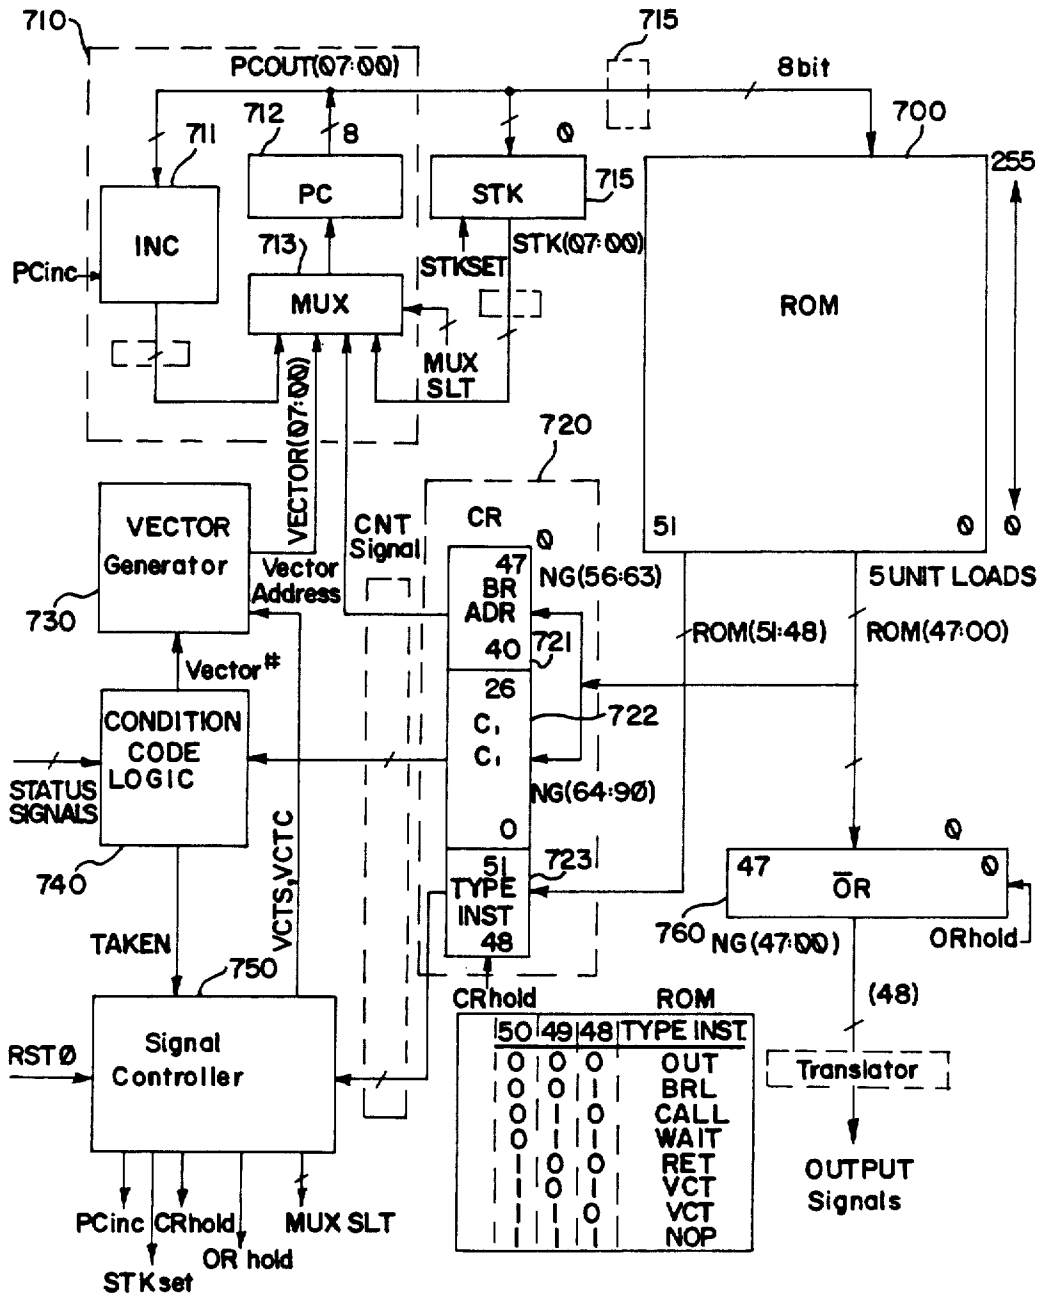 710
715
PCOUT(07:00)
8bit
712
711
8
0
700
255
PC
STK
715
INC
713
STK(07:00)
PCinc
STKSET
MUX
ROM
MUX
SLT
VECTOR(07:00)
720
CR
51
0
0
VECTOR
Generator
CNT
Signal
0
47
NG(56:63)
5 UNIT LOADS
Vector
Address
BR
ADR
730
ROM(51:48)
ROM(47:00)
40
721
Vector#
26
CONDITION
CODE
LOGIC
C,
C,
722
STATUS
SIGNALS
NG(64:90)
0
0
740
VCTS,VCTC
51
723
47
0
TYPE
INST
OR
760
NG(47:00)
ORhold
TAKEN
48
750
CRhold
(48)
ROM
50 49 48 TYPE INST.
RSTO
Signal
Controller
0 0 0 OUT
0 0 1 BRL
0 1 0 CALL
0 1 1 WAIT
1 0 0 RET
1 0 1 VCT
1 1 0 VCT
1 1 1 NOP
Translator
OUTPUT
Signals
PCinc CRhold MUX SLT
OR hold
STKset